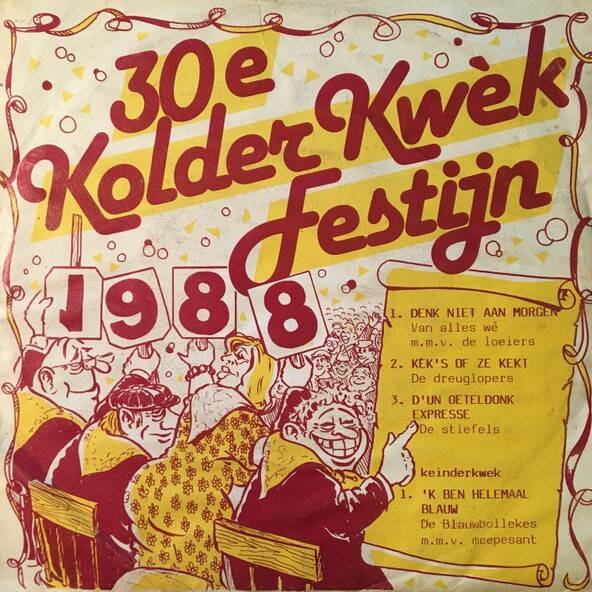 30e
Kolder Kwèk
Festijn
1988
1. DENK NIET AAN MORGEN
Van alles wé
m.m.v. de loeiers
2. KEK'S OF ZE KEKT
De dreuglopers
3. D'UN OETELDONK
EXPRESSE
De stiefels
keinderkwek
1. 'K BEN HELEMAAL
BLAUW
De Blauwbollekes
m.m.v. meepesant